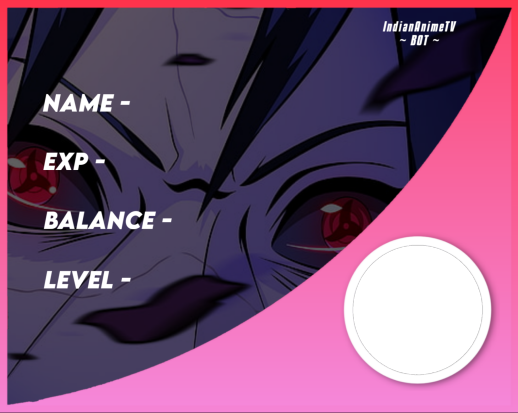 IndianAnimeTV
~ BOT ~
NAME -
EXP -
BALANCE -
LEVEL -